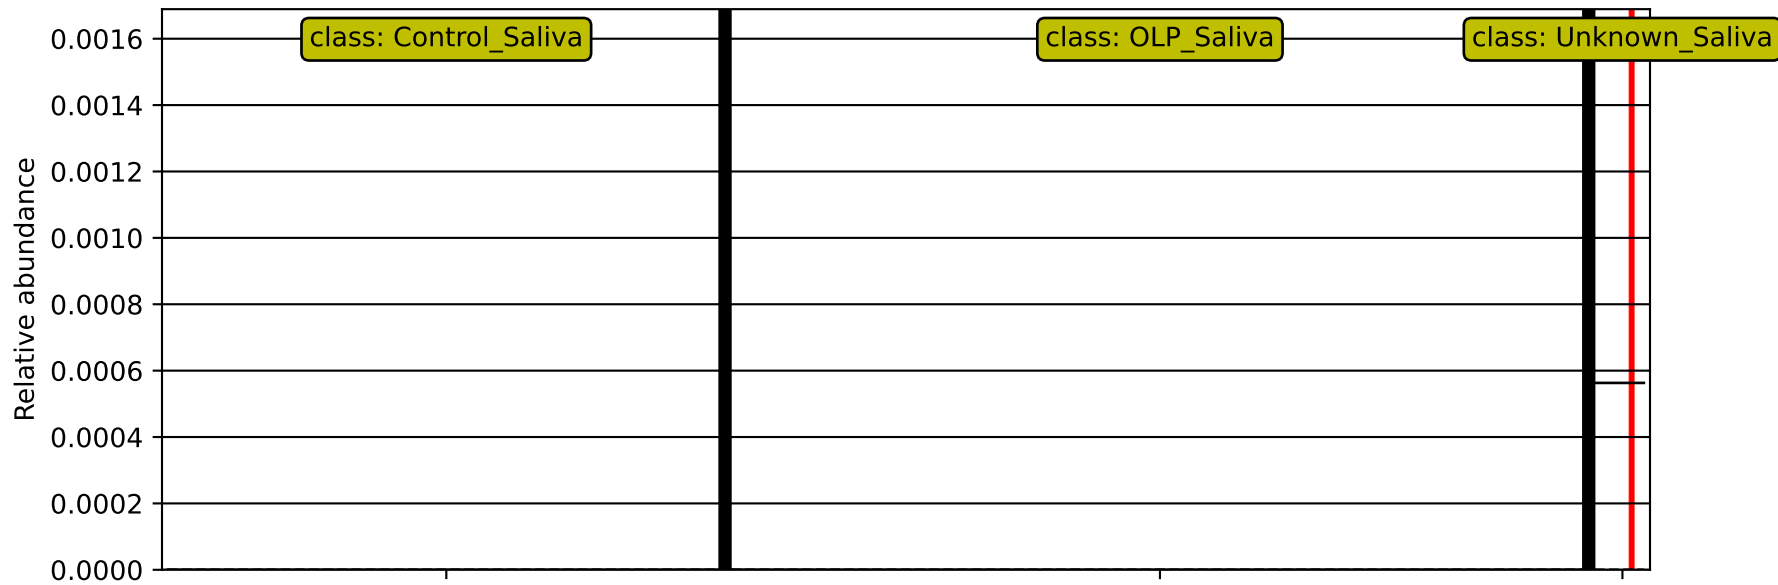 class: Control_Saliva
class: OLP_Saliva
class: Unknown_Saliva
Relative abundance
0.0016
0.0014
0.0012
0.0010
0.0008
0.0006
0.0004
0.0002
0.0000